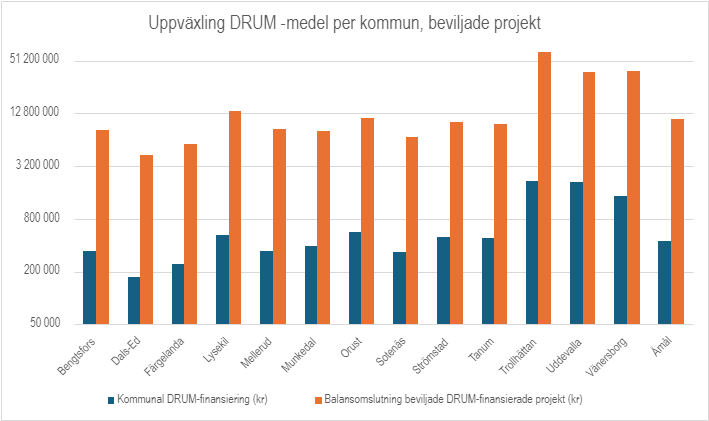 Uppväxling DRUM -medel per kommun, beviljade projekt
51 200 000
12 800 000
3 200 000
800 000
200 000
50 000
Bengtsfors
Dals-Ed
Färgelanda
Lysekil
Mellerud
Munkedal
Orust
Sotenäs
Strömstad
Tanum
Trollhättan
Uddevalla
Vänersborg
Åmål
Kommunal DRUM-finansiering (kr)
Balansomslutning beviljade DRUM-finansierade projekt (kr)